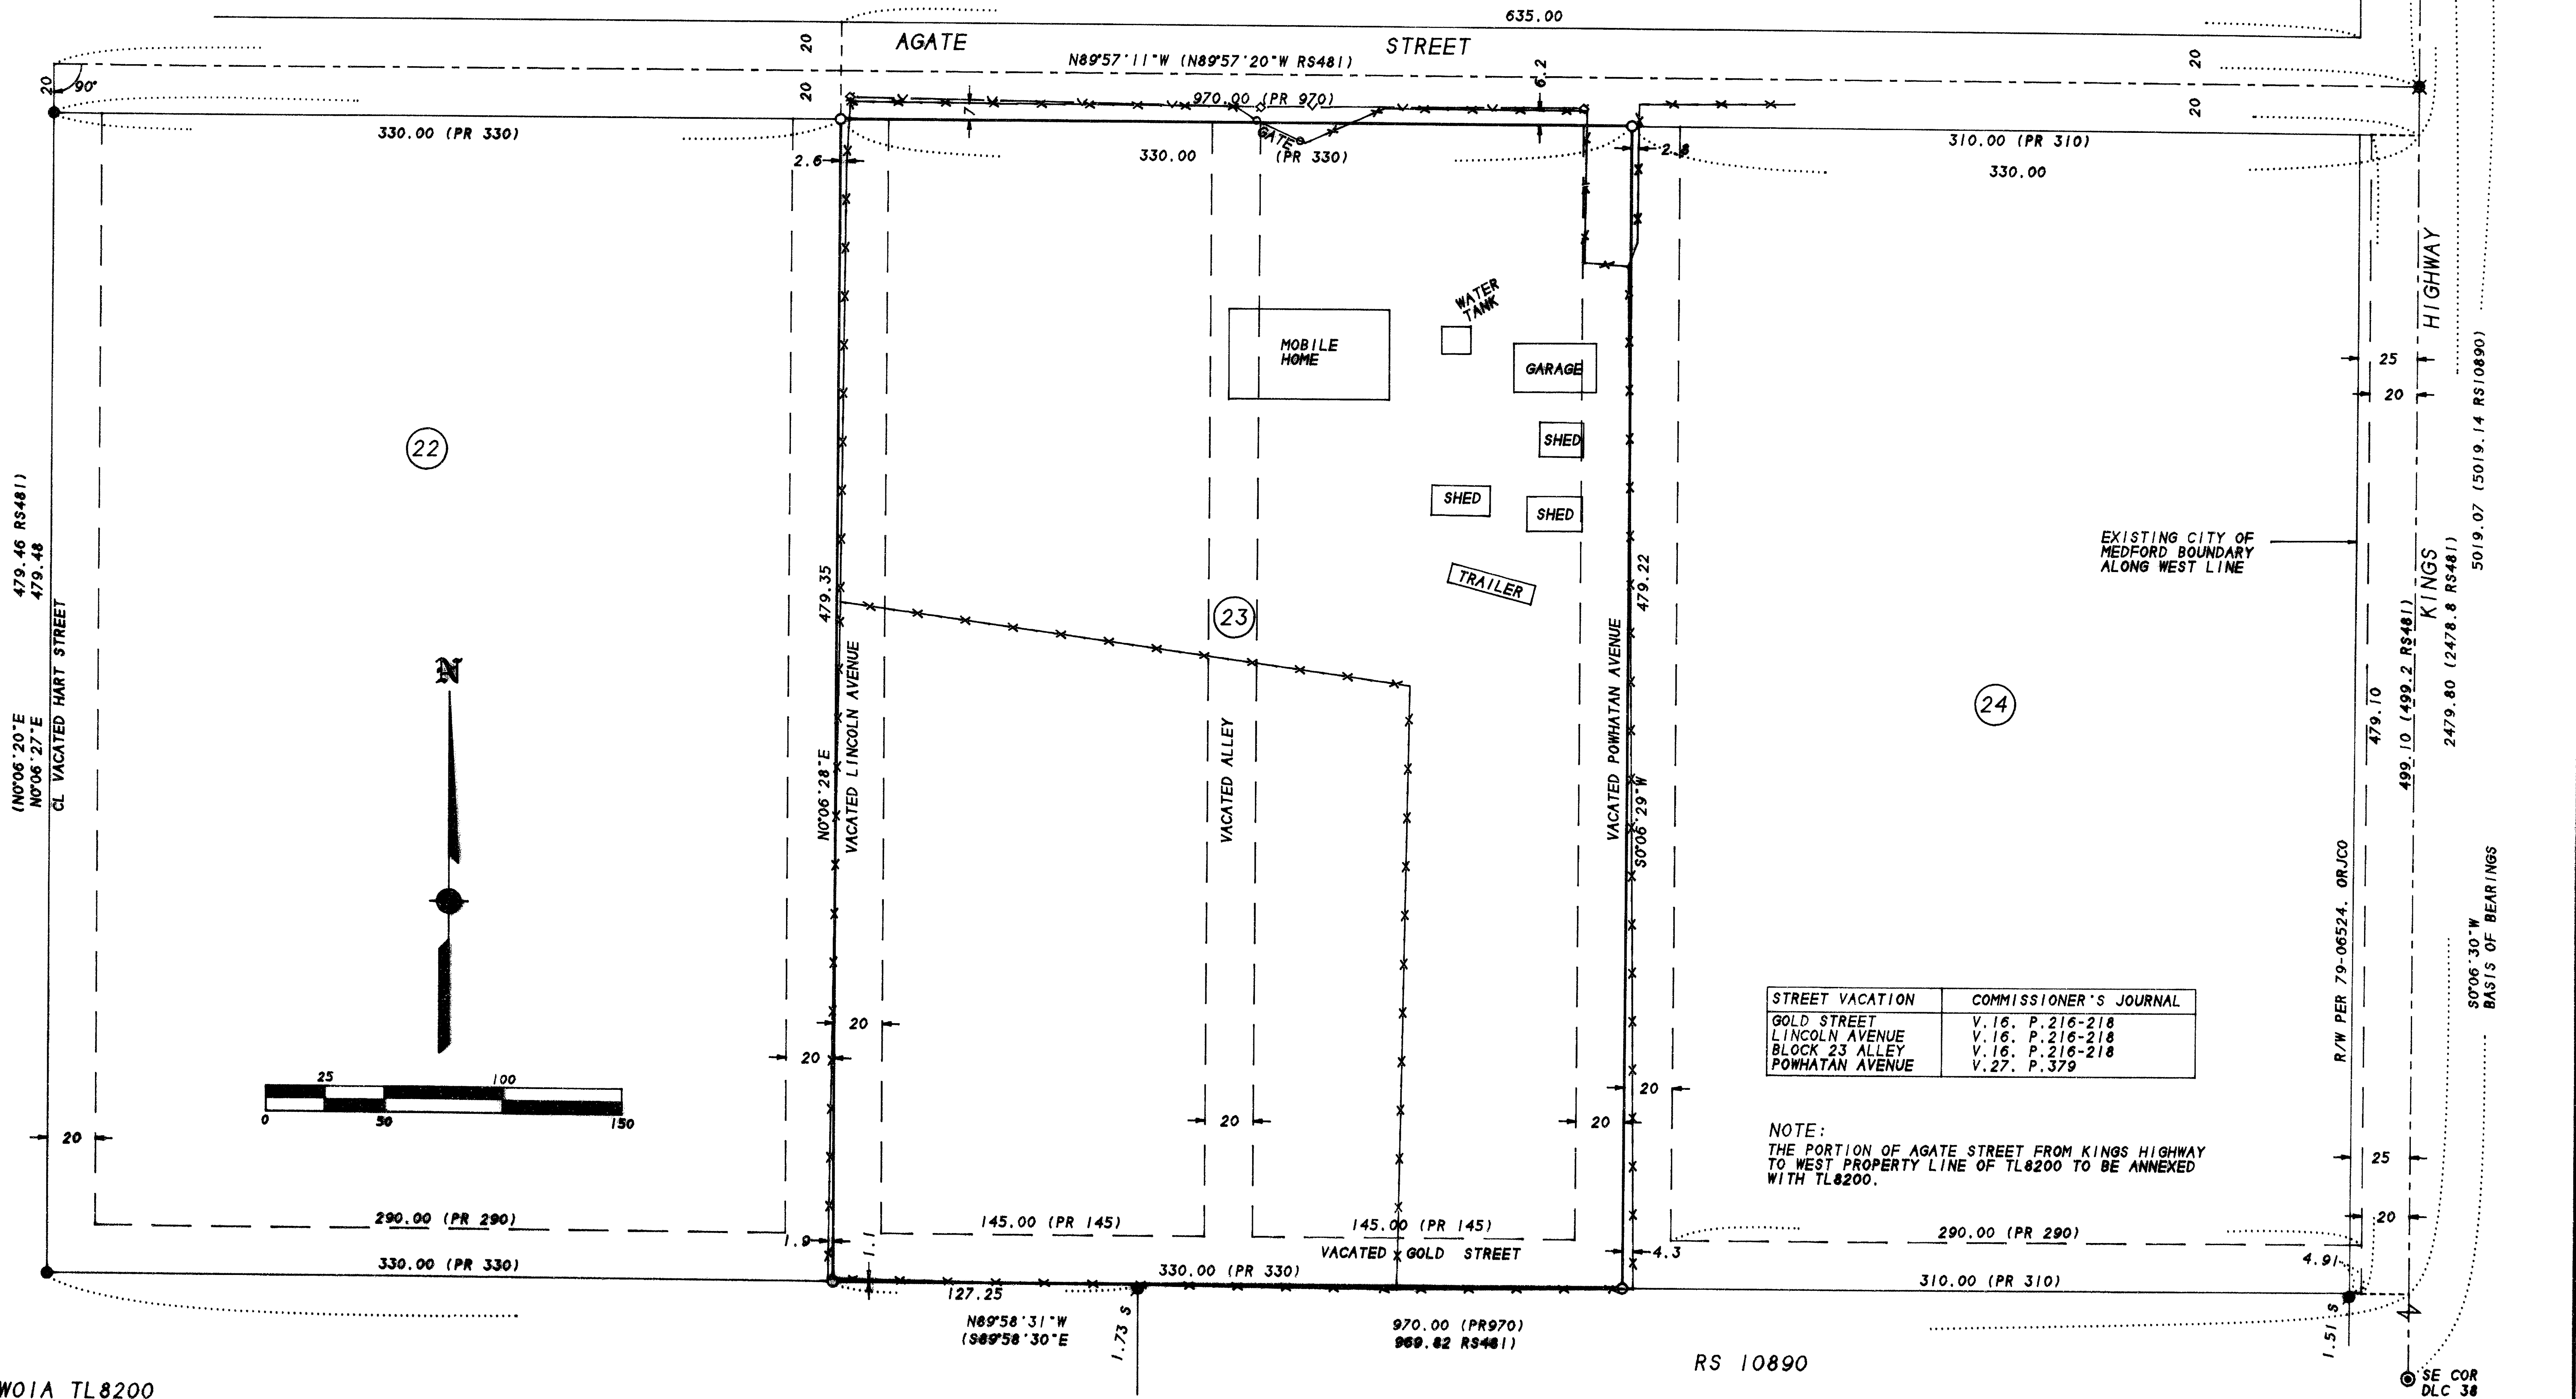 635.00
AGATE STREET
20
20
20
20
20
90°
N89°57'11"W (N89°57'20"W RS481)
6.2
970.00 (PR 970)
7
GATE
330.00 (PR 330)
2.6
330.00 (PR 330)
2.8
310.00 (PR 310)
330.00
WATER
TANK
MOBILE
HOME
GARAGE
SHED
SHED
SHED
TRAILER
22
23
24
KINGS HIGHWAY
25
20
5019.07 (5019.14 RS10890)
2479.80 (2478.8 RS481)
499.10 (499.2 RS481)
479.10
EXISTING CITY OF
MEDFORD BOUNDARY
ALONG WEST LINE
479.46 RS481)
479.48
(N0°06'20"E
N0°06'27"E
CL VACATED HART STREET
479.35
N0°06'28"E
VACATED LINCOLN AVENUE
VACATED ALLEY
VACATED POWHATAN AVENUE
479.22
S0°06'29"W
N
R/W PER 79-06524, ORJCO
S0°06'30"W
BASIS OF BEARINGS
STREET VACATION COMMISSIONER'S JOURNAL
GOLD STREET V.16, P.216-218
LINCOLN AVENUE V.16, P.216-218
BLOCK 23 ALLEY V.16, P.216-218
POWHATAN AVENUE V.27, P.379
NOTE:
THE PORTION OF AGATE STREET FROM KINGS HIGHWAY
TO WEST PROPERTY LINE OF TL8200 TO BE ANNEXED
WITH TL8200.
25 100
0 50 150
20
20
20
20
20
20
25
20
290.00 (PR 290)
145.00 (PR 145)
145.00 (PR 145)
290.00 (PR 290)
1.9
VACATED GOLD STREET
4.3
4.91
330.00 (PR 330)
330.00 (PR 330)
310.00 (PR 310)
127.25
N89°58'31"W
(S89°58'30"E
1.73 S
970.00 (PR970)
969.82 RS481)
1.51 S
RS 10890
SE COR
DLC 38
W01A TL8200